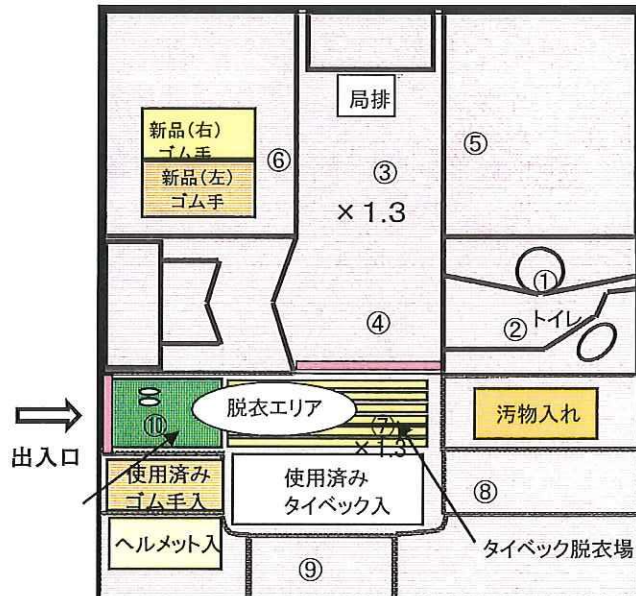 局排
新品(右)
ゴム手
新品(左)
ゴム手
⑥
③
×1.3
⑤
④
①
②
トイレ
出入口
⑩
脱衣エリア
⑦
×1.3
汚物入れ
使用済み
ゴム手入
使用済み
タイベック入
⑧
ヘルメット入
⑨
タイベック脱衣場